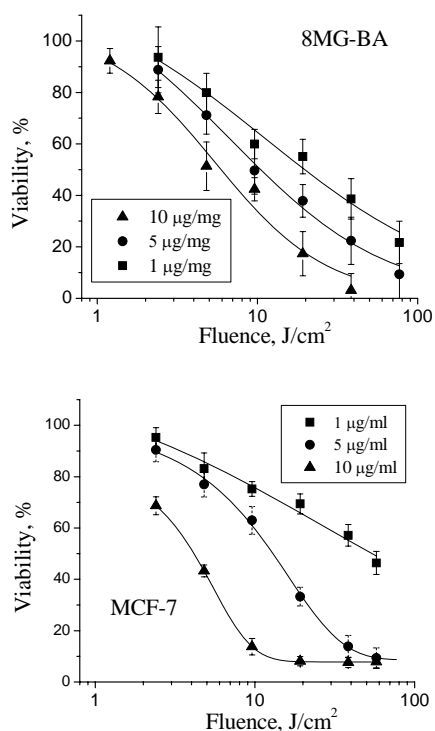 8MG-BA
100
80
60
40
20
0
Viability, %
10 μg/mg
5 μg/mg
1 μg/mg
1 10 100
Fluence, J/cm²
100
80
60
40
20
0
Viability, %
1 μg/ml
5 μg/ml
10 μg/ml
MCF-7
1 10 100
Fluence, J/cm²